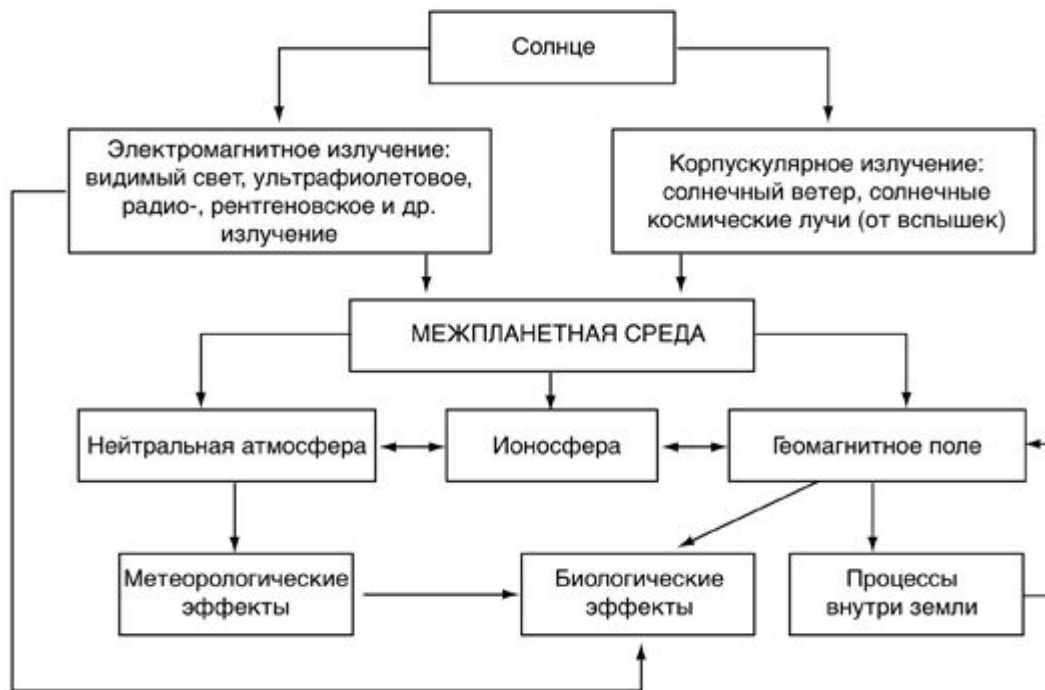 Солнце
Электромагнитное излучение:
видимый свет, ультрафиолетовое,
радио-, рентгеновское и др.
излучение
Корпускулярное излучение:
солнечный ветер, солнечные
космические лучи (от вспышек)
МЕЖПЛАНЕТНАЯ СРЕДА
Нейтральная атмосфера
Ионосфера
Геомагнитное поле
Метеорологические
эффекты
Биологические
эффекты
Процессы
внутри земли